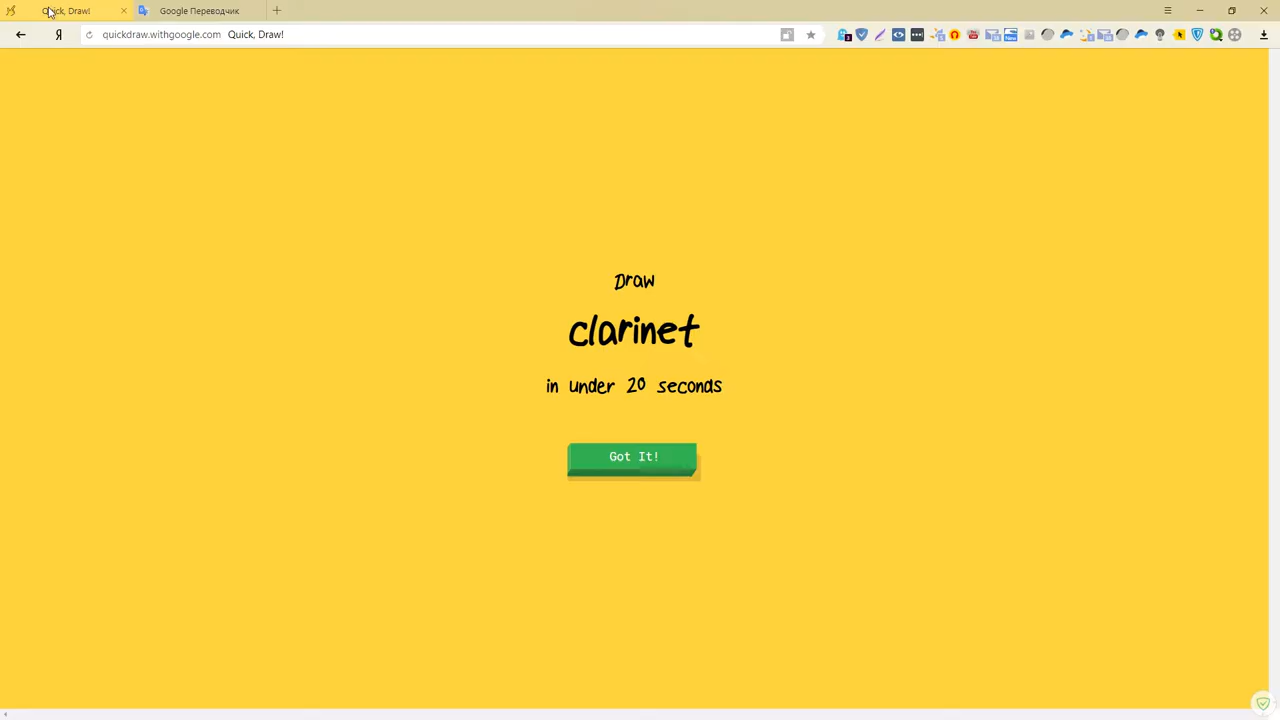 Quick, Draw!
Google Переводчик
Я
quickdraw.withgoogle.com Quick, Draw!
Draw
clarinet
in under 20 seconds
Got It!